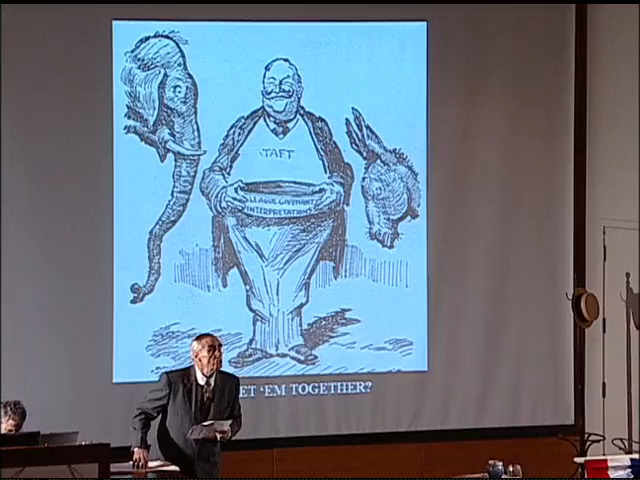 TAFT
LEAGUE COVENANT
INTERPRETATIONS
ET 'EM TOGETHER?